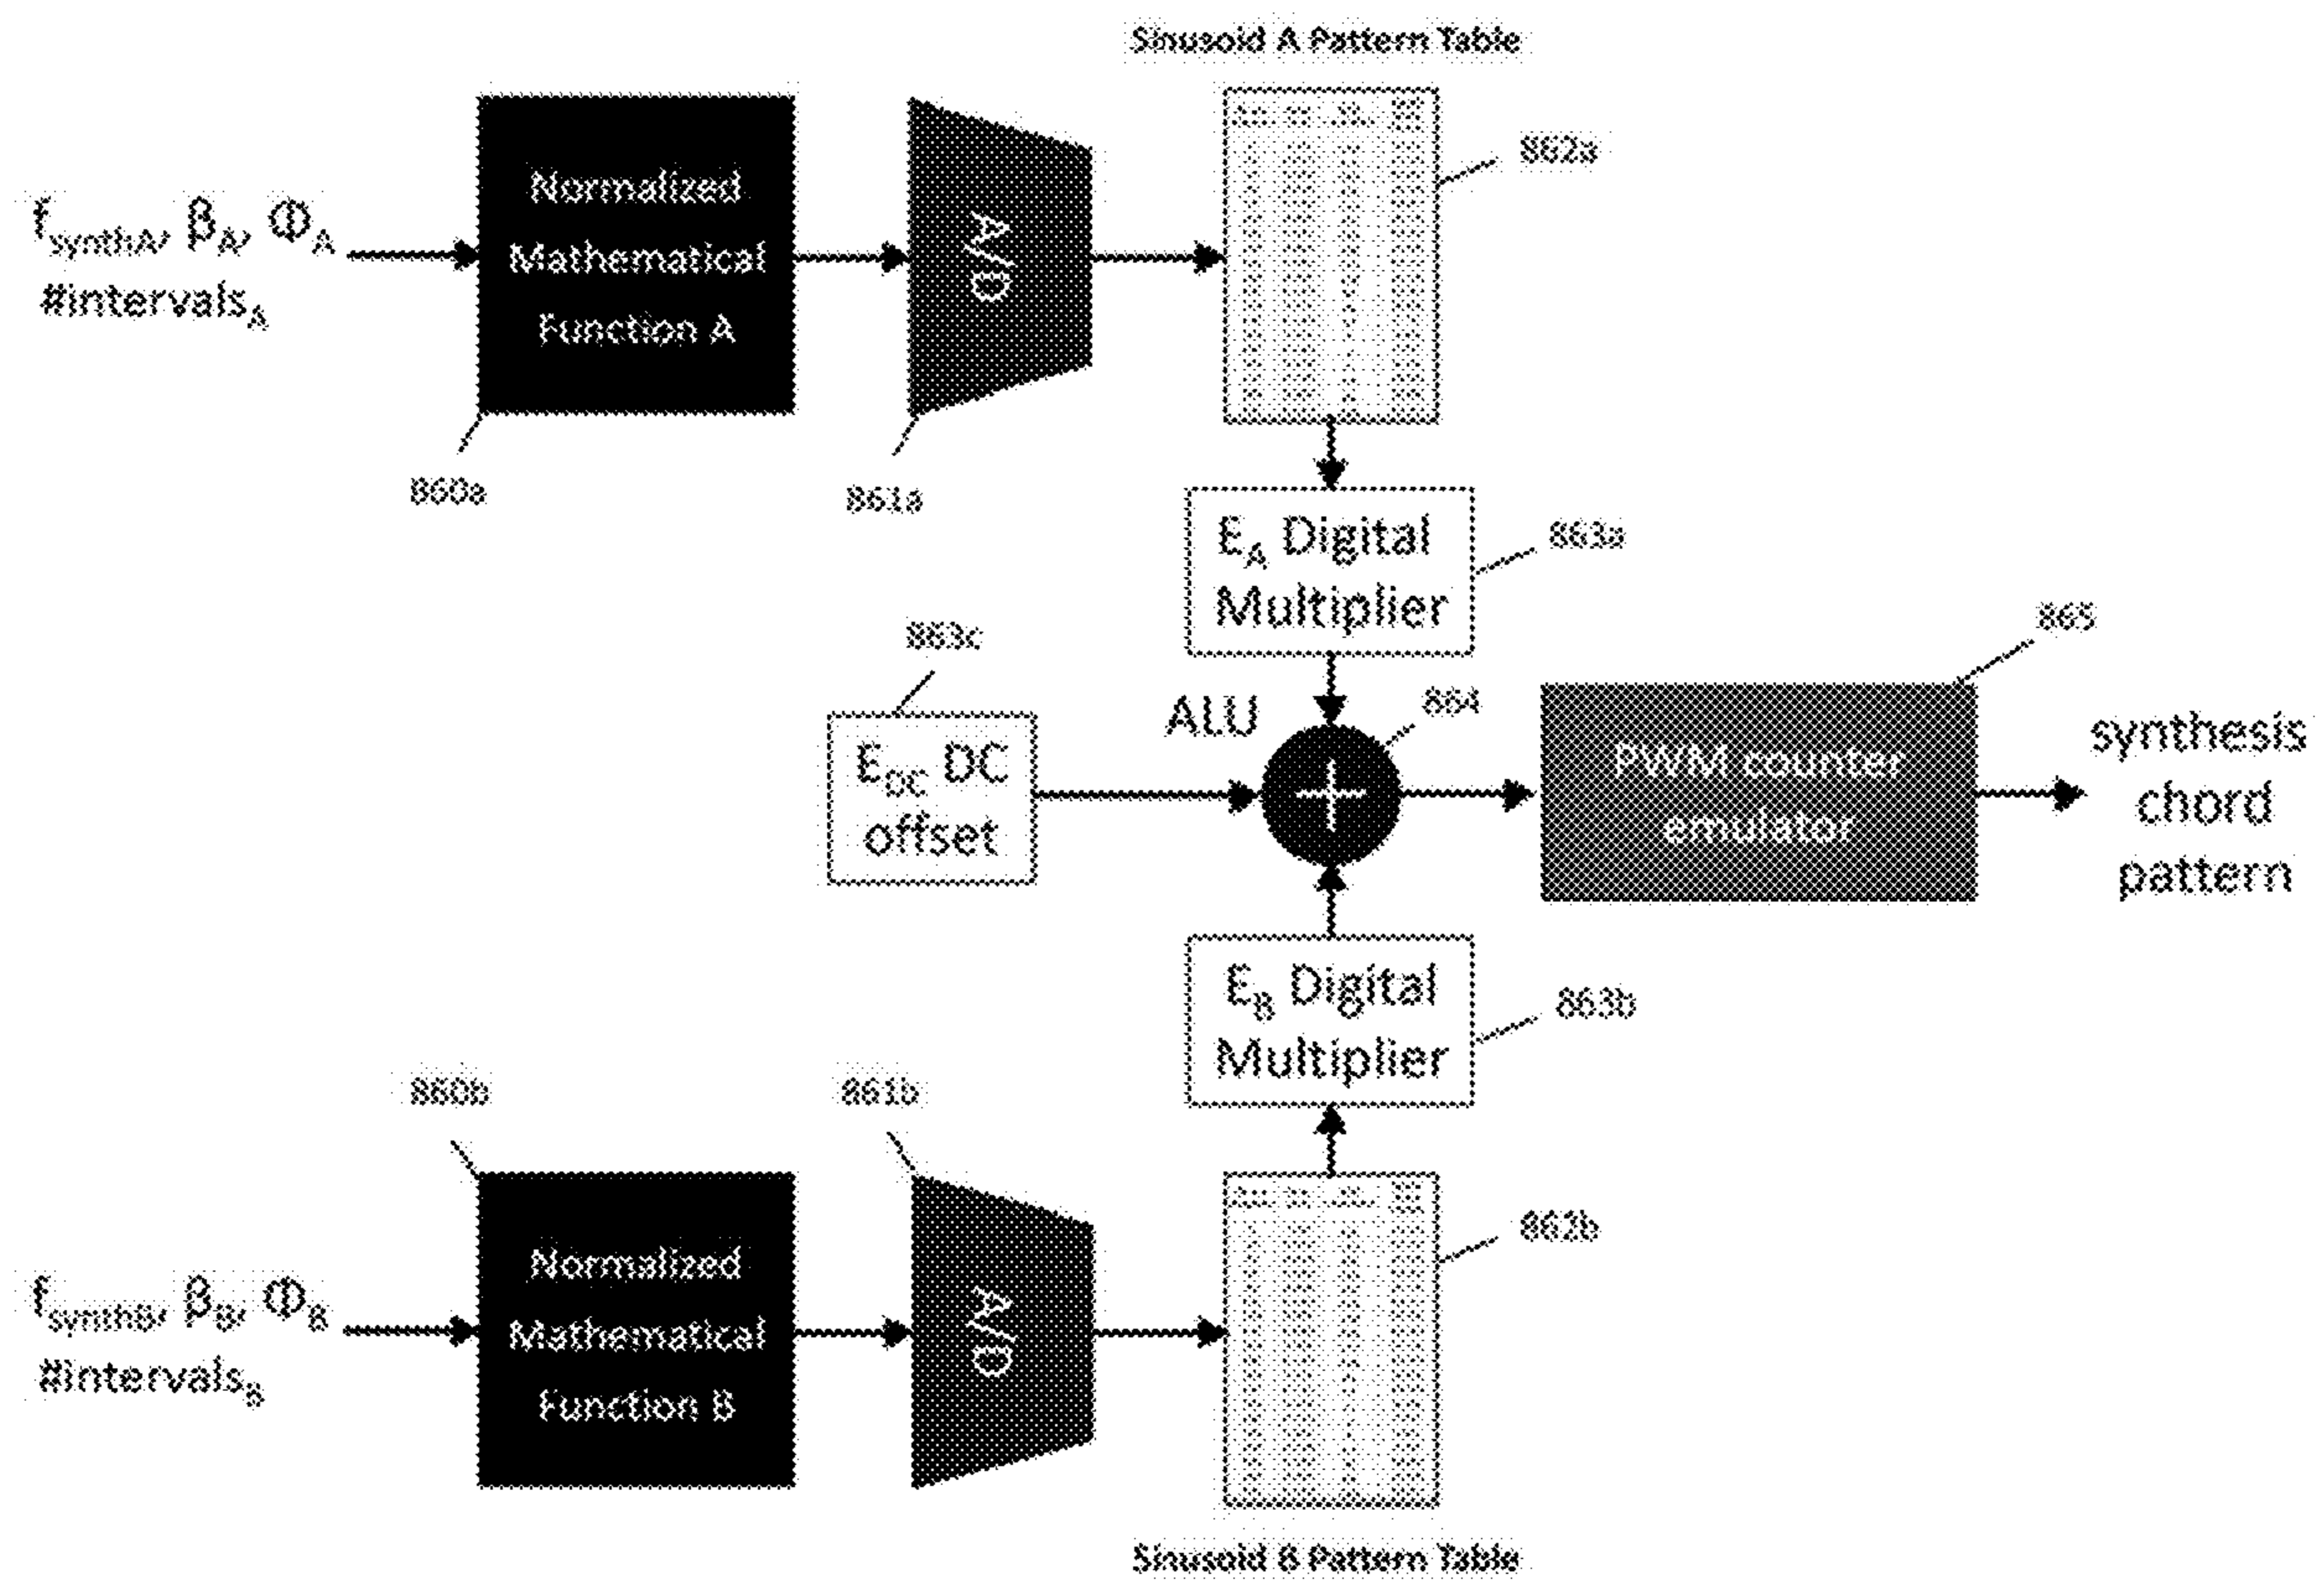 Sinusoid A Pattern Table
862a
fsynthA, βA, ΦA
#intervalsA
Normalized
Mathematical
Function A
A/D
860a
861a
EA Digital
Multiplier
863a
863c
EDC DC
offset
ALU
864
865
PWM counter
emulator
synthesis
chord
pattern
EB Digital
Multiplier
863b
860b
861b
fsynthB, βB, ΦB
#intervalsB
Normalized
Mathematical
Function B
A/D
862b
Sinusoid B Pattern Table